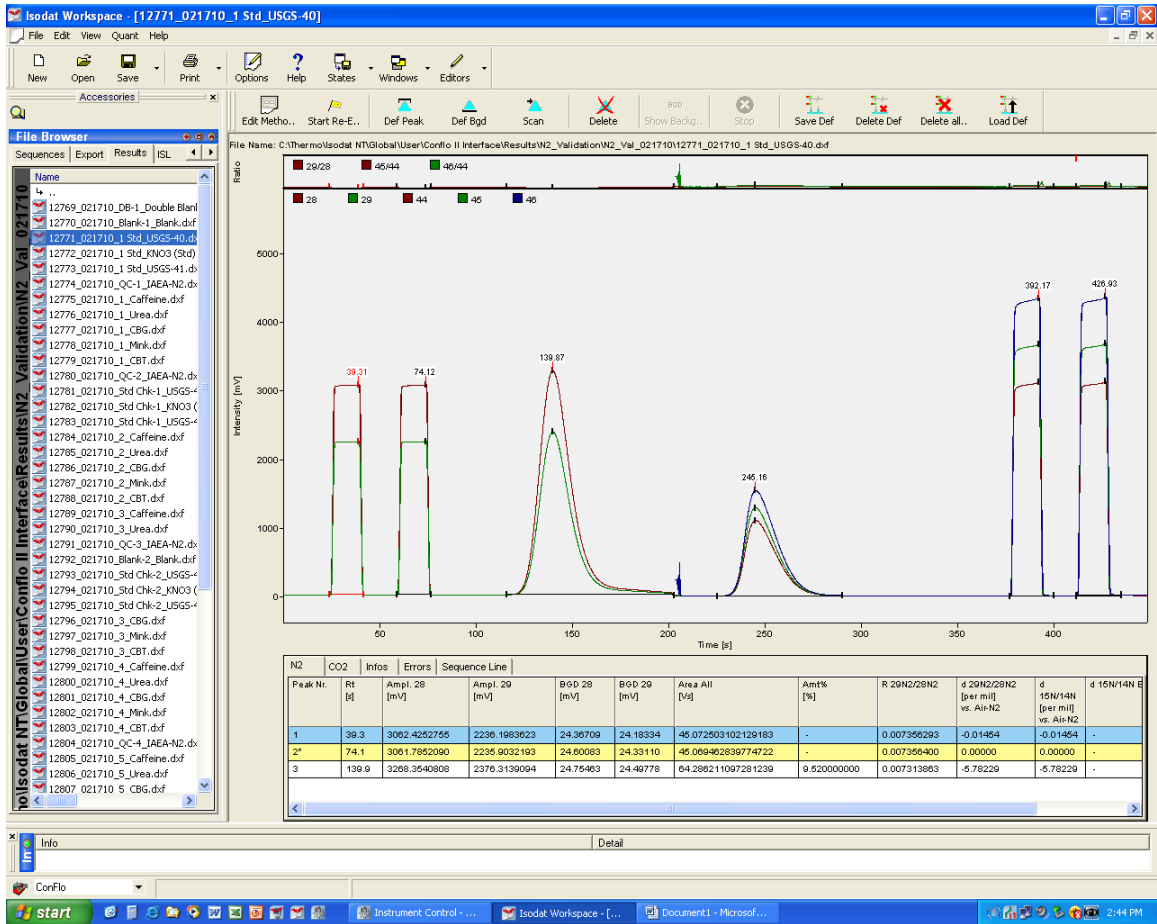 Isodat Workspace - [12771_021710_1 Std_USGS-40]
File Edit View Quant Help
New Open Save Print Options Help States Windows Editors
Accessories
Edit Metho.. Start Re-E.. Def Peak Def Bgd Scan Delete Show Backg.. Stop Save Def Delete Def Delete all.. Load Def
File Browser
Sequences Export Results ISL
File Name: C:\Thermo\Isodat NT\Global\User\Conflo II Interface\Results\N2_Validation\N2_Val_021710\12771_021710_1 Std_USGS-40.dxf
no\Isodat NT\Global\User\Conflo II Interface\Results\N2_Validation\N2_Val_021710
Name
..
12769_021710_DB-1_Double Blanl
12770_021710_Blank-1_Blank.dxf
12771_021710_1 Std_USGS-40.dx
12772_021710_1 Std_KNO3 (Std)
12773_021710_1 Std_USGS-41.dx
12774_021710_QC-1_IAEA-N2.dx
12775_021710_1_Caffeine.dxf
12776_021710_1_Urea.dxf
12777_021710_1_CBG.dxf
12778_021710_1_Mink.dxf
12779_021710_1_CBT.dxf
12780_021710_QC-2_IAEA-N2.dx
12781_021710_Std Chk-1_USGS-4
12782_021710_Std Chk-1_KNO3 (
12783_021710_Std Chk-1_USGS-4
12784_021710_2_Caffeine.dxf
12785_021710_2_Urea.dxf
12786_021710_2_CBG.dxf
12787_021710_2_Mink.dxf
12788_021710_2_CBT.dxf
12789_021710_3_Caffeine.dxf
12790_021710_3_Urea.dxf
12791_021710_QC-3_IAEA-N2.dx
12792_021710_Blank-2_Blank.dxf
12793_021710_Std Chk-2_USGS-4
12794_021710_Std Chk-2_KNO3 (
12795_021710_Std Chk-2_USGS-4
12796_021710_3_CBG.dxf
12797_021710_3_Mink.dxf
12798_021710_3_CBT.dxf
12799_021710_4_Caffeine.dxf
12800_021710_4_Urea.dxf
12801_021710_4_CBG.dxf
12802_021710_4_Mink.dxf
12803_021710_4_CBT.dxf
12804_021710_QC-4_IAEA-N2.dx
12805_021710_5_Caffeine.dxf
12806_021710_5_Urea.dxf
12807_021710_5_CBG.dxf
Ratio
29/28 45/44 46/44
28 29 44 45 46
Intensity [mV]
5000
4000
3000
2000
1000
0
39.31 74.12 139.87 245.16 392.17 426.93
50 100 150 200 250 300 350 400
Time [s]
N2 CO2 Infos Errors Sequence Line
Peak Nr. Rt [s] Ampl. 28 [mV] Ampl. 29 [mV] BGD 28 [mV] BGD 29 [mV] Area All [Vs] Amt% [%] R 29N2/28N2 d 29N2/28N2 [per mil] vs. Air-N2 d 15N/14N [per mil] vs. Air-N2 d 15N/14N E
1 39.3 3062.4252755 2236.1983623 24.36709 24.18334 45.072503102129183 - 0.007356293 -0.01454 -0.01454 -
2* 74.1 3061.7852090 2235.9032193 24.60083 24.33110 45.069462839774722 - 0.007356400 0.00000 0.00000 -
3 139.9 3268.3540808 2376.3139094 24.75463 24.49778 64.286211097281239 9.520000000 0.007313863 -5.78229 -5.78229 -
In
Info Detail
ConFlo
start Instrument Control - ... Isodat Workspace - [... Document1 - Microsof... 2:44 PM